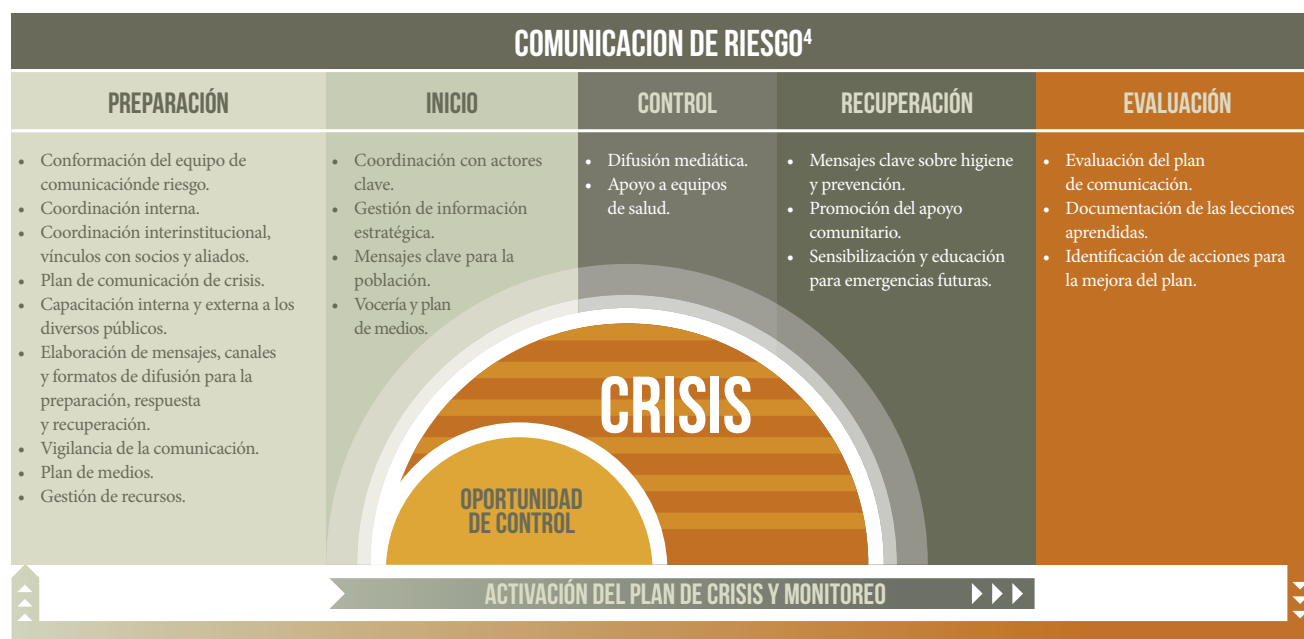 COMUNICACION DE RIESGO⁴
PREPARACIÓN
• Conformación del equipo de
comunicaciónde riesgo.
• Coordinación interna.
• Coordinación interinstitucional,
vínculos con socios y aliados.
• Plan de comunicación de crisis.
• Capacitación interna y externa a los
diversos públicos.
• Elaboración de mensajes, canales
y formatos de difusión para la
preparación, respuesta
y recuperación.
• Vigilancia de la comunicación.
• Plan de medios.
• Gestión de recursos.
INICIO
• Coordinación con actores
clave.
• Gestión de información
estratégica.
• Mensajes clave para la
población.
• Vocería y plan
de medios.
CONTROL
• Difusión mediática.
• Apoyo a equipos
de salud.
RECUPERACIÓN
• Mensajes clave sobre higiene
y prevención.
• Promoción del apoyo
comunitario.
• Sensibilización y educación
para emergencias futuras.
EVALUACIÓN
• Evaluación del plan
de comunicación.
• Documentación de las lecciones
aprendidas.
• Identificación de acciones para
la mejora del plan.
CRISIS
OPORTUNIDAD
DE CONTROL
ACTIVACIÓN DEL PLAN DE CRISIS Y MONITOREO